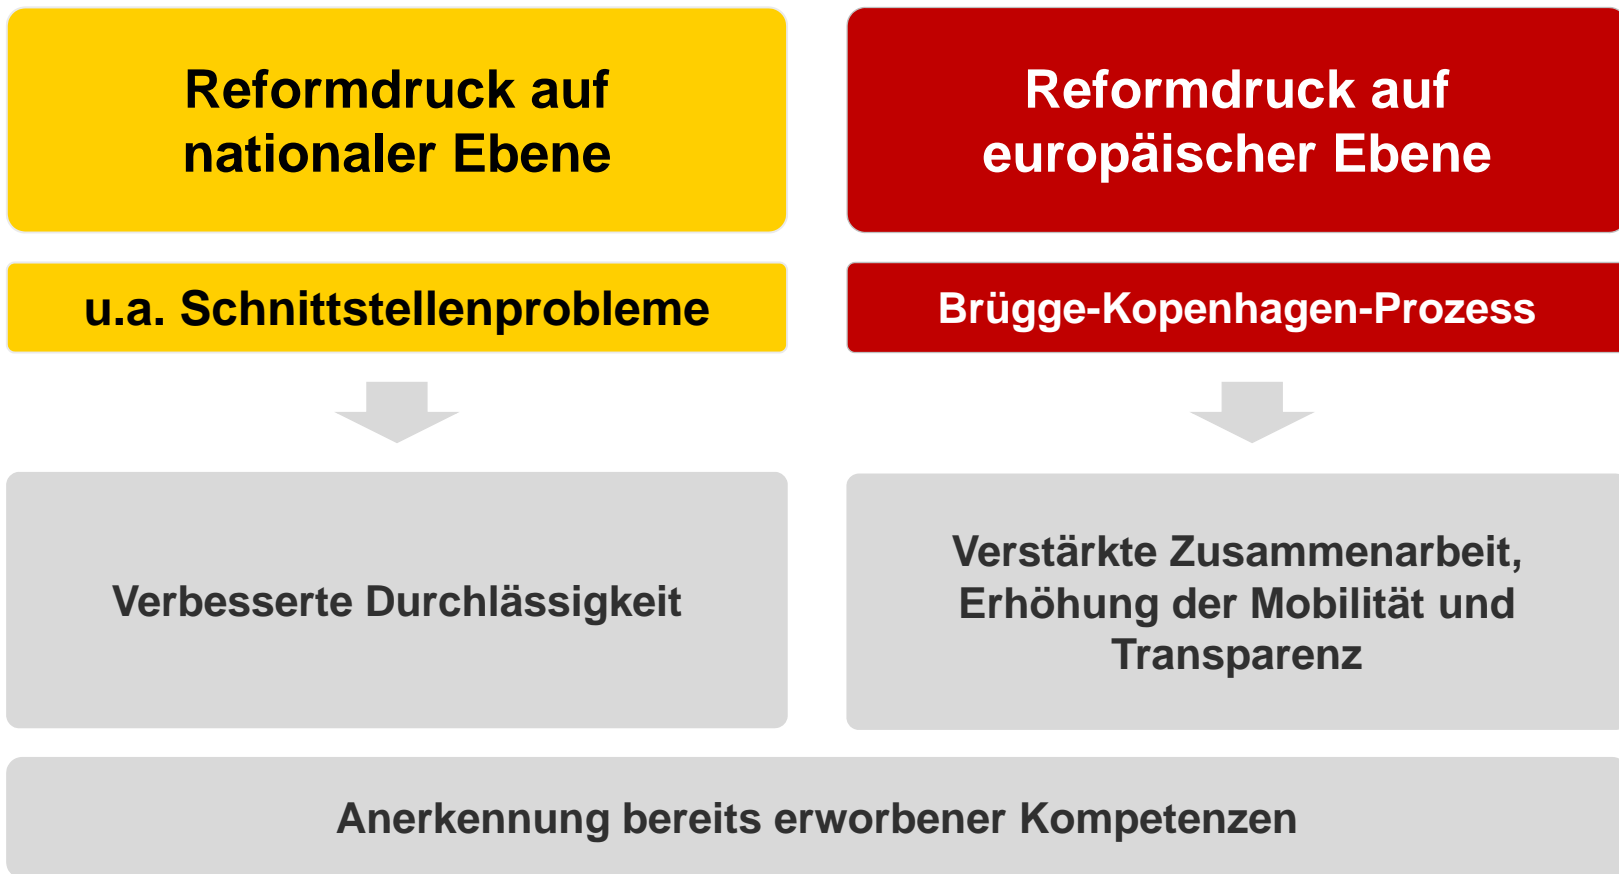 Reformdruck auf
nationaler Ebene
u.a. Schnittstellenprobleme
Verbesserte Durchlässigkeit
Reformdruck auf
europäischer Ebene
Brügge-Kopenhagen-Prozess
Verstärkte Zusammenarbeit,
Erhöhung der Mobilität und
Transparenz
Anerkennung bereits erworbener Kompetenzen